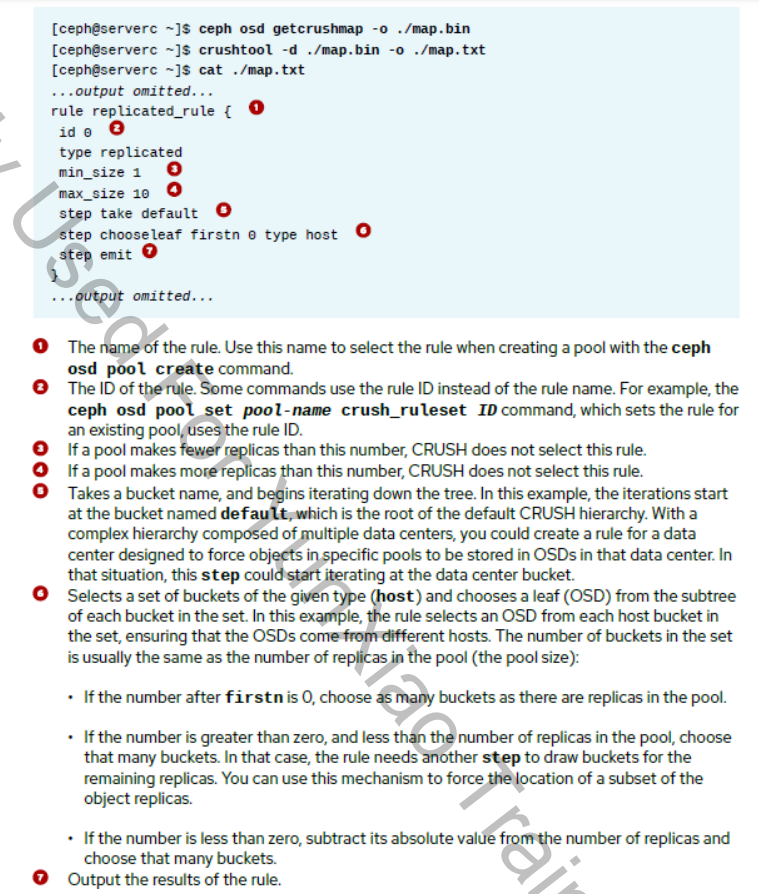 [ceph@serverc ~]$ ceph osd getcrushmap -o ./map.bin
[ceph@serverc ~]$ crushtool -d ./map.bin -o ./map.txt
[ceph@serverc ~]$ cat ./map.txt
...output omitted...
rule replicated_rule { 1
id 0 2
type replicated
min_size 1 3
max_size 10 4
step take default 5
step chooseleaf firstn 0 type host 6
step emit 7
}
...output omitted...
1 The name of the rule. Use this name to select the rule when creating a pool with the ceph
osd pool create command.
2 The ID of the rule. Some commands use the rule ID instead of the rule name. For example, the
ceph osd pool set pool-name crush_ruleset ID command, which sets the rule for
an existing pool, uses the rule ID.
3 If a pool makes fewer replicas than this number, CRUSH does not select this rule.
4 If a pool makes more replicas than this number, CRUSH does not select this rule.
5 Takes a bucket name, and begins iterating down the tree. In this example, the iterations start
at the bucket named default, which is the root of the default CRUSH hierarchy. With a
complex hierarchy composed of multiple data centers, you could create a rule for a data
center designed to force objects in specific pools to be stored in OSDs in that data center. In
that situation, this step could start iterating at the data center bucket.
6 Selects a set of buckets of the given type (host) and chooses a leaf (OSD) from the subtree
of each bucket in the set. In this example, the rule selects an OSD from each host bucket in
the set, ensuring that the OSDs come from different hosts. The number of buckets in the set
is usually the same as the number of replicas in the pool (the pool size):
• If the number after firstn is 0, choose as many buckets as there are replicas in the pool.
• If the number is greater than zero, and less than the number of replicas in the pool, choose
that many buckets. In that case, the rule needs another step to draw buckets for the
remaining replicas. You can use this mechanism to force the location of a subset of the
object replicas.
• If the number is less than zero, subtract its absolute value from the number of replicas and
choose that many buckets.
7 Output the results of the rule.
Used For YunXiao